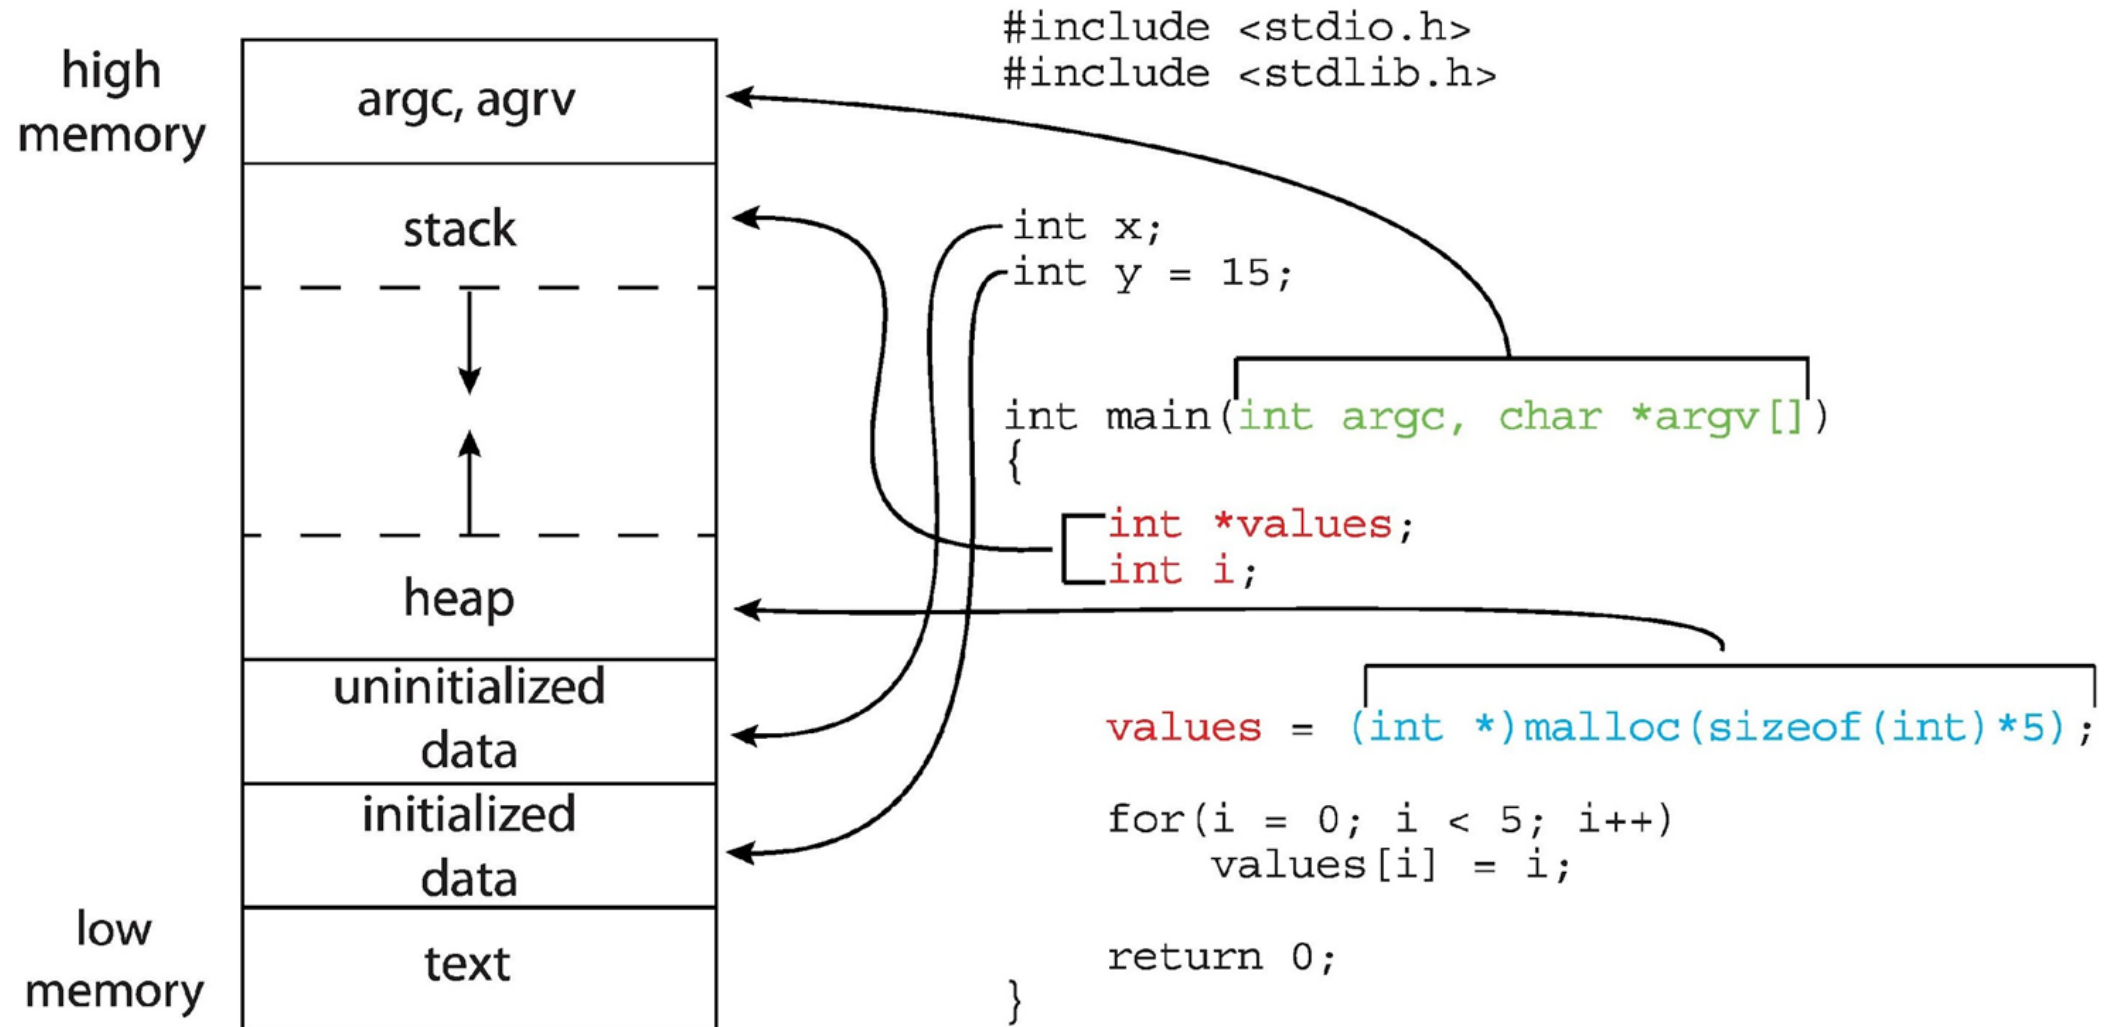 high
memory
argc, agrv
stack
heap
uninitialized
data
initialized
data
low
memory
text
#include <stdio.h>
#include <stdlib.h>
int x;
int y = 15;
int main(int argc, char *argv[])
{
int *values;
int i;
values = (int *)malloc(sizeof(int)*5);
for(i = 0; i < 5; i++)
values[i] = i;
return 0;
}